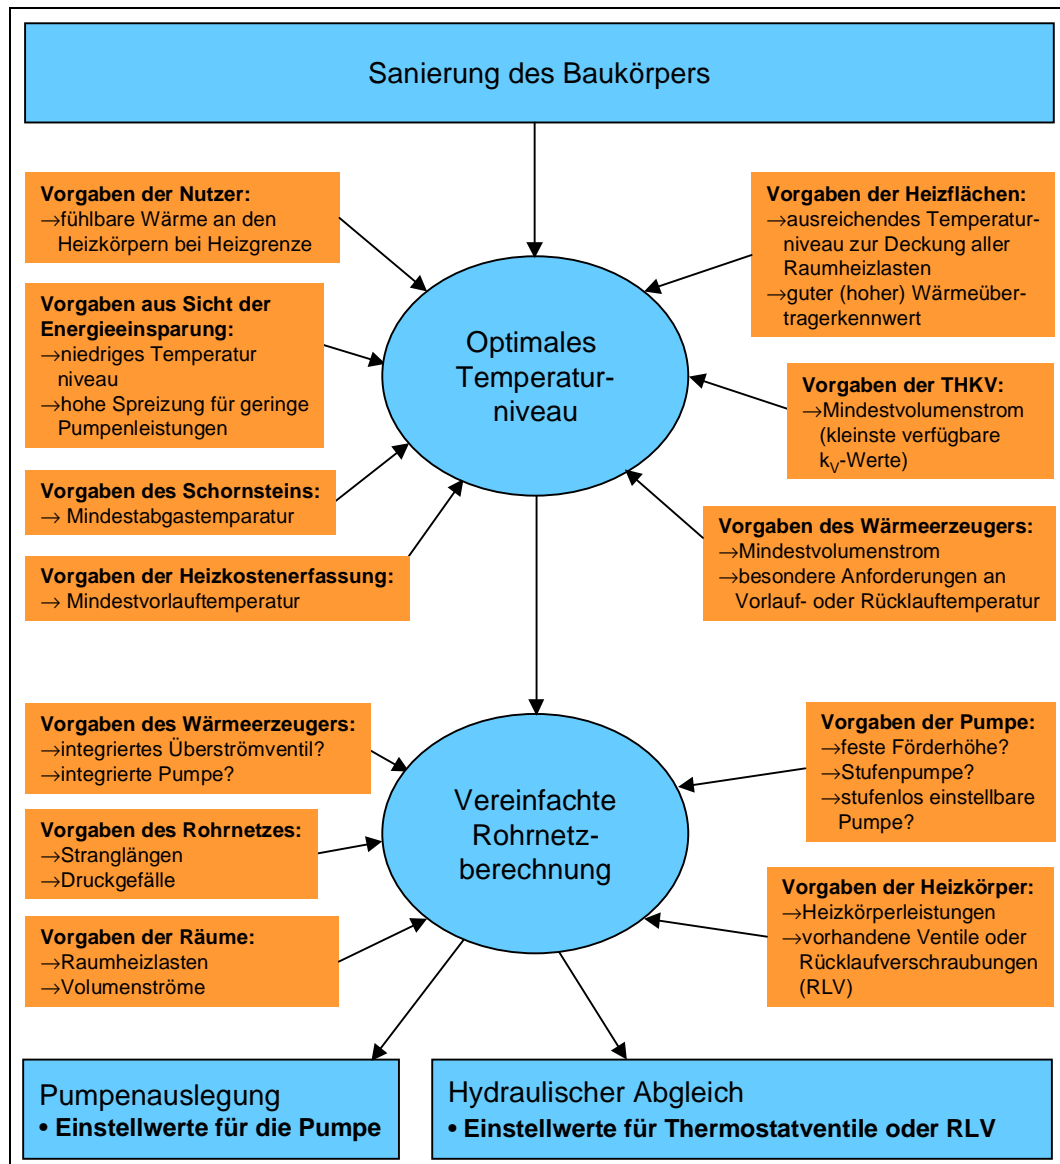 Sanierung des Baukörpers
Vorgaben der Nutzer:
→fühlbare Wärme an den
Heizkörpern bei Heizgrenze
Vorgaben aus Sicht der
Energieeinsparung:
→niedriges Temperatur
niveau
→hohe Spreizung für geringe
Pumpenleistungen
Vorgaben des Schornsteins:
→ Mindestabgastemparatur
Vorgaben der Heizkostenerfassung:
→ Mindestvorlauftemperatur
Optimales
Temperatur-
niveau
Vorgaben der Heizflächen:
→ausreichendes Temperatur-
niveau zur Deckung aller
Raumheizlasten
→guter (hoher) Wärmeüber-
tragerkennwert
Vorgaben der THKV:
→Mindestvolumenstrom
(kleinste verfügbare
kV-Werte)
Vorgaben des Wärmeerzeugers:
→Mindestvolumenstrom
→besondere Anforderungen an
Vorlauf- oder Rücklauftemperatur
Vorgaben des Wärmeerzeugers:
→integriertes Überströmventil?
→integrierte Pumpe?
Vorgaben des Rohrnetzes:
→Stranglängen
→Druckgefälle
Vorgaben der Räume:
→Raumheizlasten
→Volumenströme
Vereinfachte
Rohrnetz-
berechnung
Vorgaben der Pumpe:
→feste Förderhöhe?
→Stufenpumpe?
→stufenlos einstellbare
Pumpe?
Vorgaben der Heizkörper:
→Heizkörperleistungen
→vorhandene Ventile oder
Rücklaufverschraubungen
(RLV)
Pumpenauslegung
• Einstellwerte für die Pumpe
Hydraulischer Abgleich
• Einstellwerte für Thermostatventile oder RLV